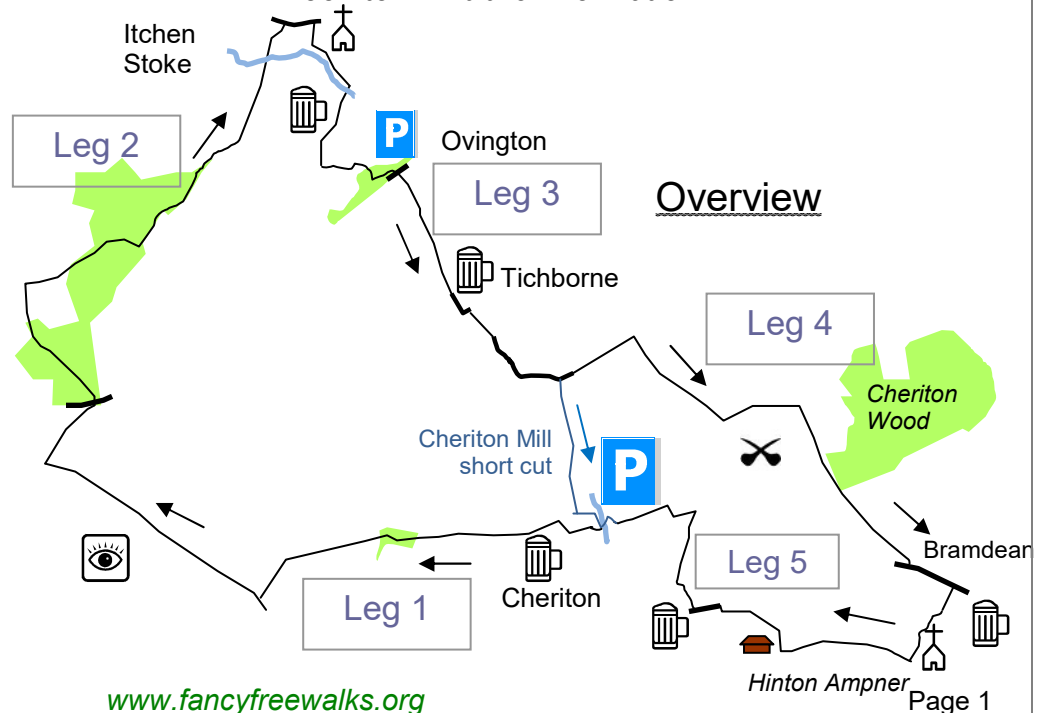 Itchen
Stoke
P
Leg 2
Ovington
Leg 3
Overview
Tichborne
Leg 4
Cheriton
Wood
Cheriton Mill
short cut
P
Bramdean
Leg 5
Cheriton
Leg 1
Hinton Ampner
www.fancyfreewalks.org
Page 1